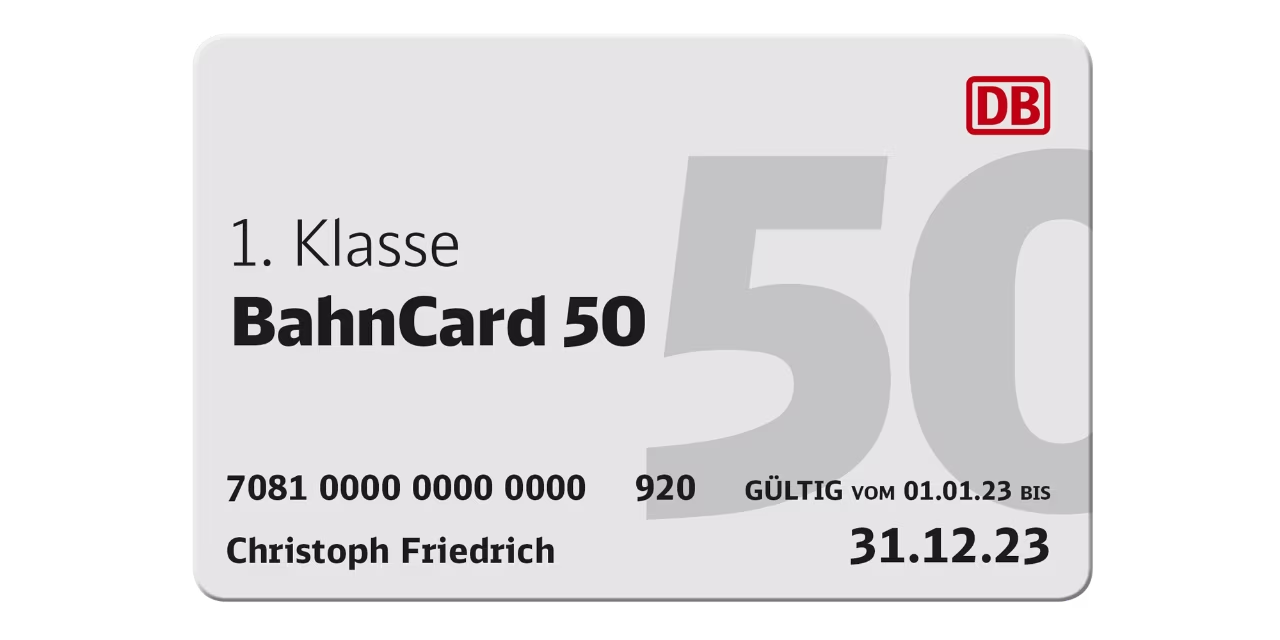 DB
1. Klasse
BahnCard 50
50
7081 0000 0000 0000 920 GÜLTIG VOM 01.01.23 BIS
Christoph Friedrich 31.12.23